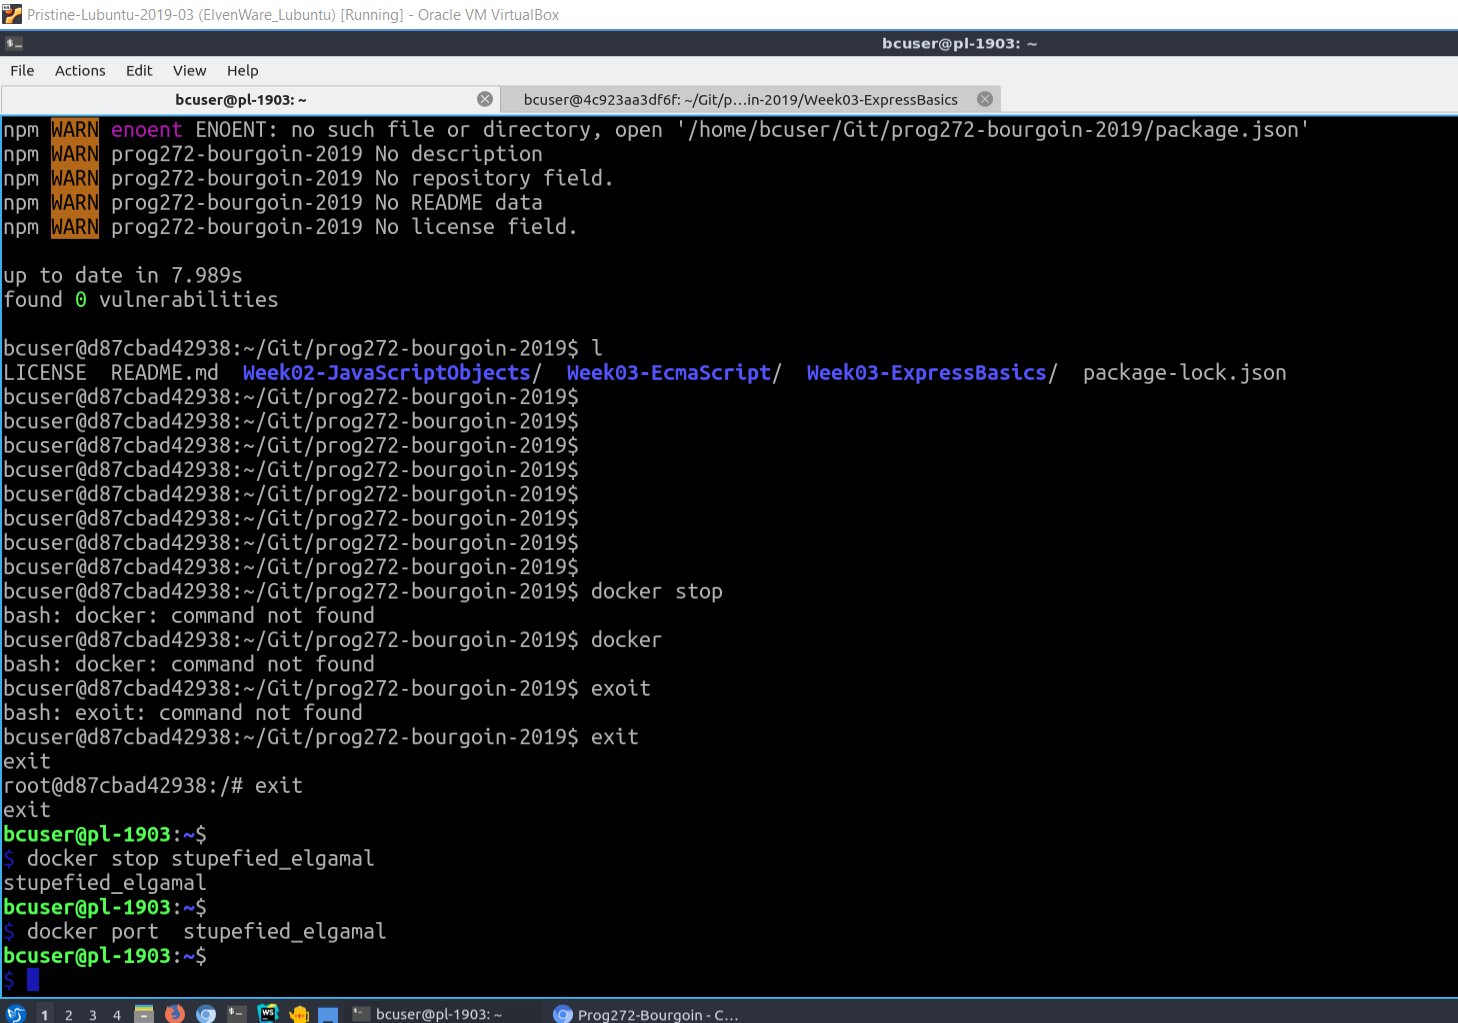 Pristine-Lubuntu-2019-03 (ElvenWare_Lubuntu) [Running] - Oracle VM VirtualBox
bcuser@pl-1903: ~
File Actions Edit View Help
bcuser@pl-1903: ~ bcuser@4c923aa3df6f: ~/Git/p...in-2019/Week03-ExpressBasics
npm WARN enoent ENOENT: no such file or directory, open '/home/bcuser/Git/prog272-bourgoin-2019/package.json'
npm WARN prog272-bourgoin-2019 No description
npm WARN prog272-bourgoin-2019 No repository field.
npm WARN prog272-bourgoin-2019 No README data
npm WARN prog272-bourgoin-2019 No license field.
up to date in 7.989s
found 0 vulnerabilities
bcuser@d87cbad42938:~/Git/prog272-bourgoin-2019$ l
LICENSE README.md Week02-JavaScriptObjects/ Week03-EcmaScript/ Week03-ExpressBasics/ package-lock.json
bcuser@d87cbad42938:~/Git/prog272-bourgoin-2019$
bcuser@d87cbad42938:~/Git/prog272-bourgoin-2019$
bcuser@d87cbad42938:~/Git/prog272-bourgoin-2019$
bcuser@d87cbad42938:~/Git/prog272-bourgoin-2019$
bcuser@d87cbad42938:~/Git/prog272-bourgoin-2019$
bcuser@d87cbad42938:~/Git/prog272-bourgoin-2019$
bcuser@d87cbad42938:~/Git/prog272-bourgoin-2019$
bcuser@d87cbad42938:~/Git/prog272-bourgoin-2019$
bcuser@d87cbad42938:~/Git/prog272-bourgoin-2019$ docker stop
bash: docker: command not found
bcuser@d87cbad42938:~/Git/prog272-bourgoin-2019$ docker
bash: docker: command not found
bcuser@d87cbad42938:~/Git/prog272-bourgoin-2019$ exoit
bash: exoit: command not found
bcuser@d87cbad42938:~/Git/prog272-bourgoin-2019$ exit
exit
root@d87cbad42938:/# exit
exit
bcuser@pl-1903:~$
$ docker stop stupefied_elgamal
stupefied_elgamal
bcuser@pl-1903:~$
$ docker port  stupefied_elgamal
bcuser@pl-1903:~$
$
1 2 3 4 WS bcuser@pl-1903: ~ Prog272-Bourgoin - C...